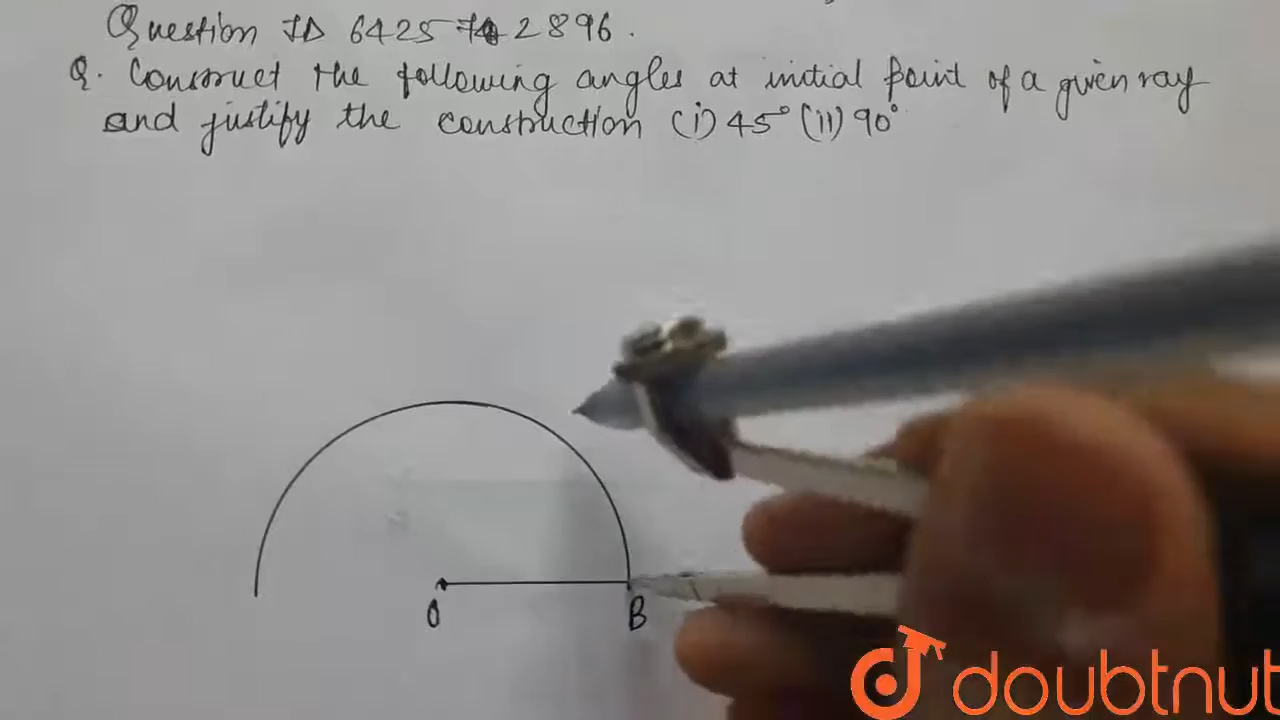 Question ID 6425 2896.
Q. Construct the following angles at initial point of a given ray
and justify the construction (i) 45° (ii) 90°
O
B
doubtnut